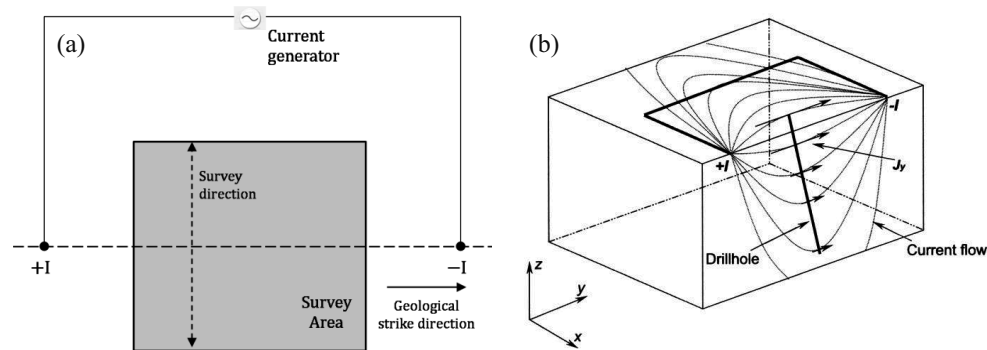 (a)
Current
generator
Survey
direction
+I
−I
Survey
Area
Geological
strike direction
(b)
-I
+I
Jy
Drillhole
Current flow
z
y
x